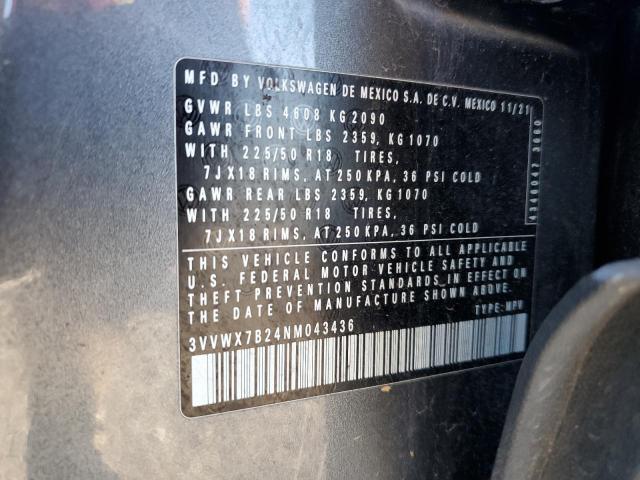 MFD BY VOLKSWAGEN DE MEXICO S.A. DE C.V. MEXICO 11/21
GVWR LBS 4608 KG 2090
GAWR FRONT LBS 2359, KG 1070
WITH 225/50 R18 TIRES,
7JX18 RIMS, AT 250 KPA, 36 PSI COLD
GAWR REAR LBS 2359, KG 1070
WITH 225/50 R18 TIRES,
7JX18 RIMS, AT 250 KPA, 36 PSI COLD
THIS VEHICLE CONFORMS TO ALL APPLICABLE
U.S. FEDERAL MOTOR VEHICLE SAFETY AND
THEFT PREVENTION STANDARDS IN EFFECT ON
THE DATE OF MANUFACTURE SHOWN ABOVE.
TYPE: MPV
3VVWX7B24NM043436